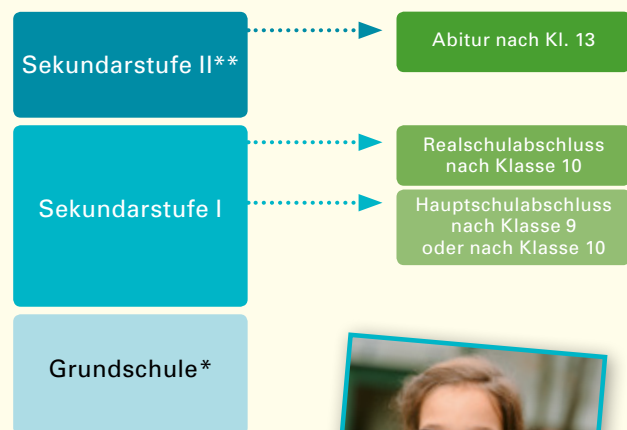 Sekundarstufe II**
Abitur nach Kl. 13
Sekundarstufe I
Realschulabschluss
nach Klasse 10
Hauptschulabschluss
nach Klasse 9
oder nach Klasse 10
Grundschule*